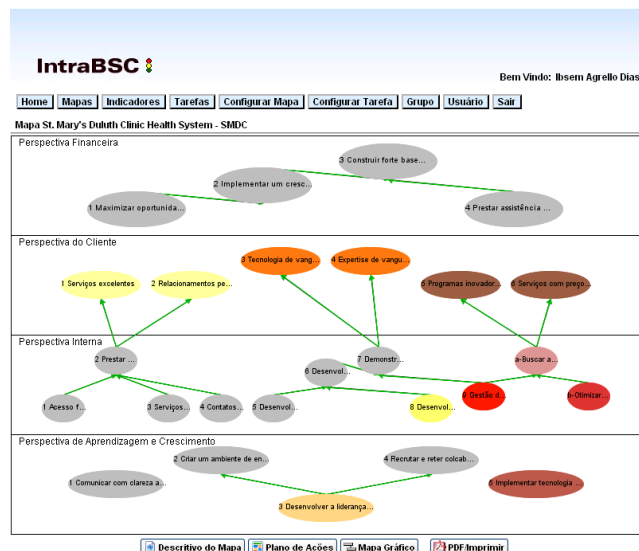 IntraBSC
Bem Vindo: Ibsem Agrello Dias
Home Mapas Indicadores Tarefas Configurar Mapa Configurar Tarefa Grupo Usuário Sair
Mapa St. Mary's Duluth Clinic Health System - SMDC
Perspectiva Financeira
3 Construir forte base...
2 Implementar um cresc...
1 Maximizar oportunida...
4 Prestar assistência ...
Perspectiva do Cliente
3 Tecnologia de vang...
4 Expertise de vangu...
1 Serviços excelentes
2 Relacionamentos pe...
5 Programas inovador...
6 Serviços com preço...
Perspectiva Interna
2 Prestar ...
7 Demonstr...
a-Buscar a...
6 Desenvol...
9 Gestão d...
b-Otimizar...
1 Acesso f...
3 Serviços...
4 Contatos...
5 Desenvol...
8 Desenvol...
Perspectiva de Aprendizagem e Crescimento
2 Criar um ambiente de en...
4 Recrutar e reter colcab...
1 Comunicar com clareza a...
5 Implementar tecnologia ...
3 Desenvolver a liderança...
Descritivo do Mapa Plano de Ações Mapa Gráfico PDF/Imprimir